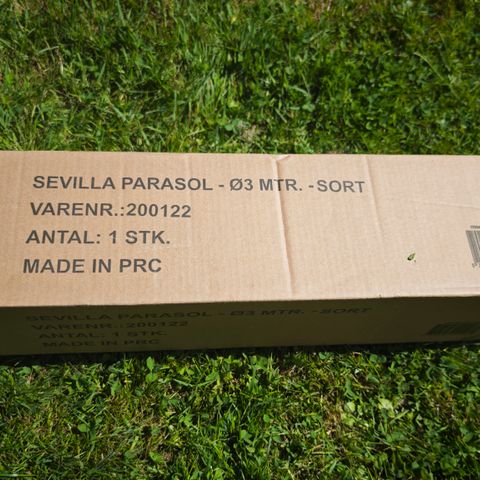 SEVILLA PARASOL - Ø3 MTR. - SORT
VARENR.:200122
ANTAL: 1 STK.
MADE IN PRC
SEVILLA PARASOL - Ø3 MTR. - SORT
VARENR.:200122
ANTAL: 1 STK.
MADE IN PRC